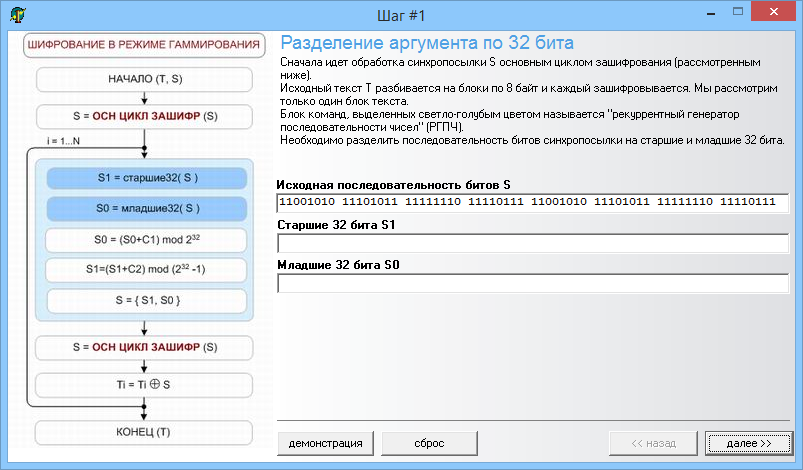 Шаг #1
ШИФРОВАНИЕ В РЕЖИМЕ ГАММИРОВАНИЯ
НАЧАЛО (T, S)
S = ОСН ЦИКЛ ЗАШИФР (S)
i = 1...N
S1 = старшие32( S )
S0 = младшие32( S )
S0 = (S0+C1) mod 2³²
S1=(S1+C2) mod (2³² -1)
S = { S1, S0 }
S = ОСН ЦИКЛ ЗАШИФР (S)
Ti = Ti ⊕ S
КОНЕЦ (T)
Разделение аргумента по 32 бита
Сначала идет обработка синхропосылки S основным циклом зашифрования (рассмотренным
ниже).
Исходный текст T разбивается на блоки по 8 байт и каждый зашифровывается. Мы рассмотрим
только один блок текста.
Блок команд, выделенных светло-голубым цветом называется "рекуррентный генератор
последовательности чисел" (РГПЧ).
Необходимо разделить последовательность битов синхропосылки на старшие и младшие 32 бита.
Исходная последовательность битов S
11001010 11101011 11111110 11110111 11001010 11101011 11111110 11110111
Старшие 32 бита S1
Младшие 32 бита S0
демонстрация
сброс
<< назад
далее >>